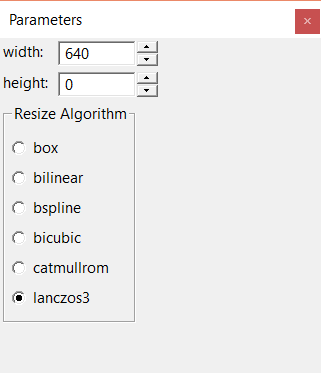 Parameters
width: 640
height: 0
Resize Algorithm
box
bilinear
bspline
bicubic
catmullrom
lanczos3